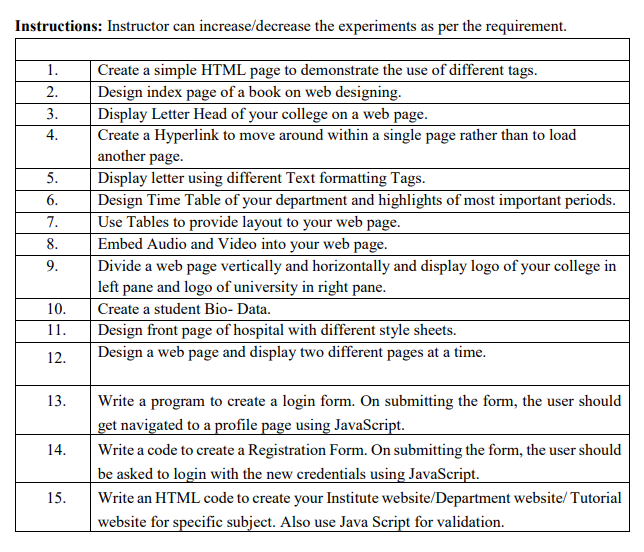 Instructions: Instructor can increase/decrease the experiments as per the requirement.
1. Create a simple HTML page to demonstrate the use of different tags.
2. Design index page of a book on web designing.
3. Display Letter Head of your college on a web page.
4. Create a Hyperlink to move around within a single page rather than to load
another page.
5. Display letter using different Text formatting Tags.
6. Design Time Table of your department and highlights of most important periods.
7. Use Tables to provide layout to your web page.
8. Embed Audio and Video into your web page.
9. Divide a web page vertically and horizontally and display logo of your college in
left pane and logo of university in right pane.
10. Create a student Bio- Data.
11. Design front page of hospital with different style sheets.
12. Design a web page and display two different pages at a time.
13. Write a program to create a login form. On submitting the form, the user should
get navigated to a profile page using JavaScript.
14. Write a code to create a Registration Form. On submitting the form, the user should
be asked to login with the new credentials using JavaScript.
15. Write an HTML code to create your Institute website/Department website/ Tutorial
website for specific subject. Also use Java Script for validation.